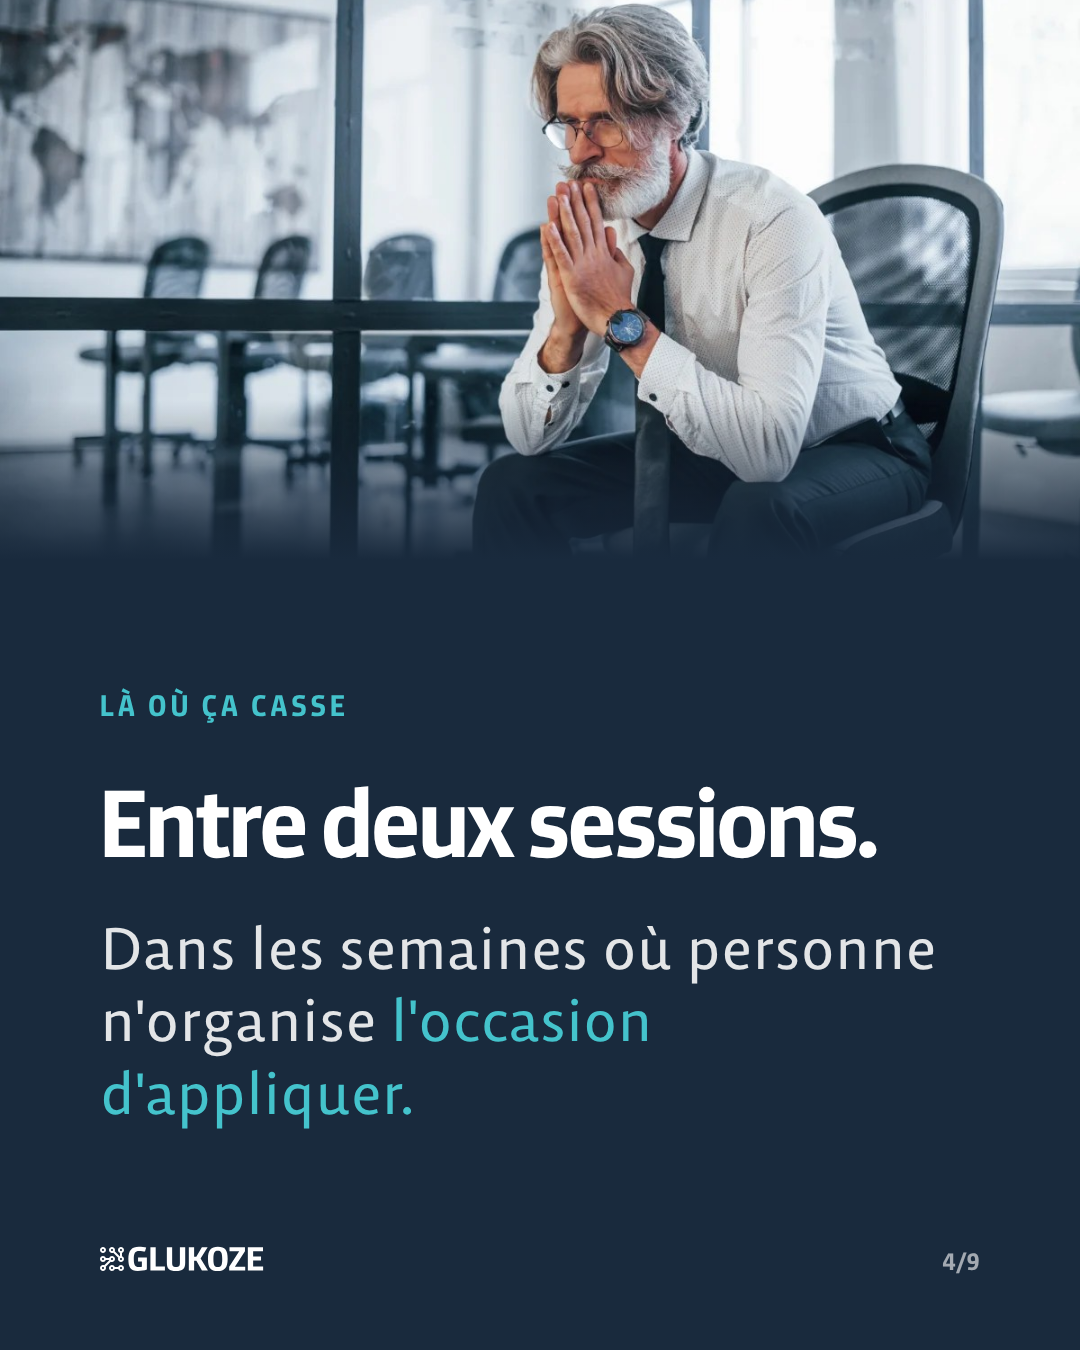 LÀ OÙ ÇA CASSE
Entre deux sessions.
Dans les semaines où personne
n'organise l'occasion
d'appliquer.
GLUKOZE
4/9